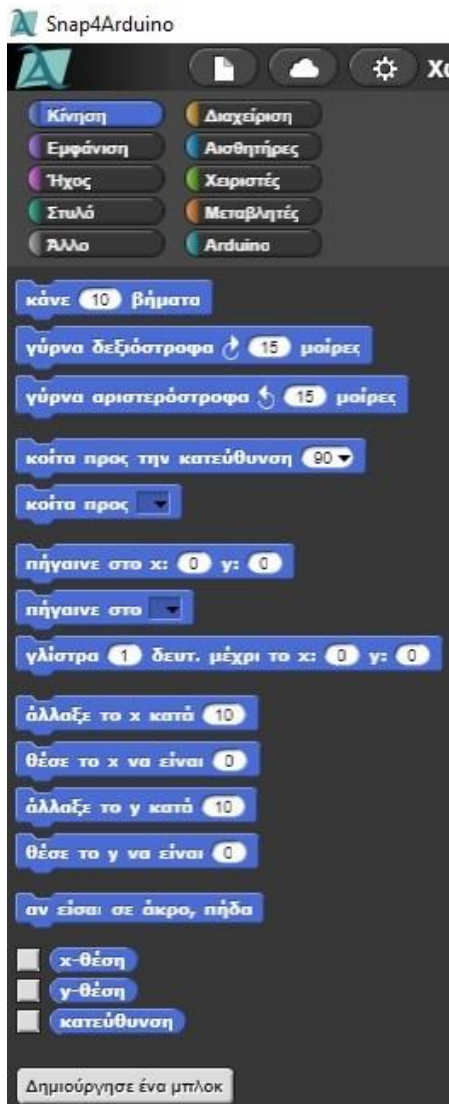 Snap4Arduino
Κίνηση Διαχείριση
Εμφάνιση Αισθητήρες
Ήχος Χειριστές
Στυλό Μεταβλητές
Άλλο Arduino
κάνε 10 βήματα
γύρνα δεξιόστροφα 15 μοίρες
γύρνα αριστερόστροφα 15 μοίρες
κοίτα προς την κατεύθυνση 90
κοίτα προς
πήγαινε στο x: 0 y: 0
πήγαινε στο
γλίστρα 1 δευτ. μέχρι το x: 0 y: 0
άλλαξε το x κατά 10
θέσε το x να είναι 0
άλλαξε το y κατά 10
θέσε το y να είναι 0
αν είσαι σε άκρο, πήδα
x-θέση
y-θέση
κατεύθυνση
Δημιούργησε ένα μπλοκ